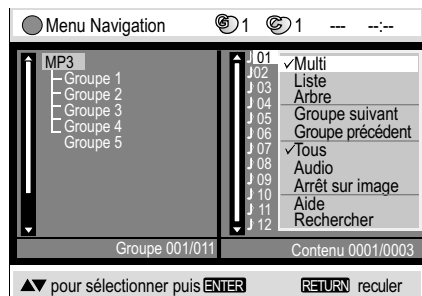 Menu Navigation G 1 C 1 --- --:--
MP3
Groupe 1
Groupe 2
Groupe 3
Groupe 4
Groupe 5
01
02
03
04
05
06
07
08
09
10
11
12
✓Multi
Liste
Arbre
Groupe suivant
Groupe précédent
✓Tous
Audio
Arrêt sur image
Aide
Rechercher
Groupe 001/011
Contenu 0001/0003
▲▼ pour sélectionner puis ENTER RETURN reculer